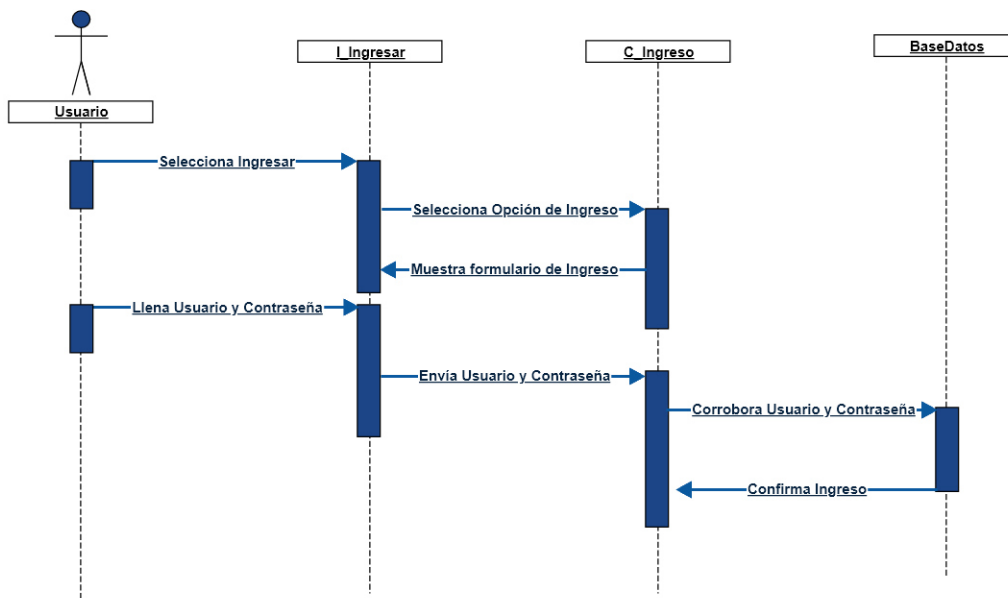 I_Ingresar
C_Ingreso
BaseDatos
Usuario
Selecciona Ingresar
Selecciona Opción de Ingreso
Muestra formulario de Ingreso
Llena Usuario y Contraseña
Envía Usuario y Contraseña
Corrobora Usuario y Contraseña
Confirma Ingreso